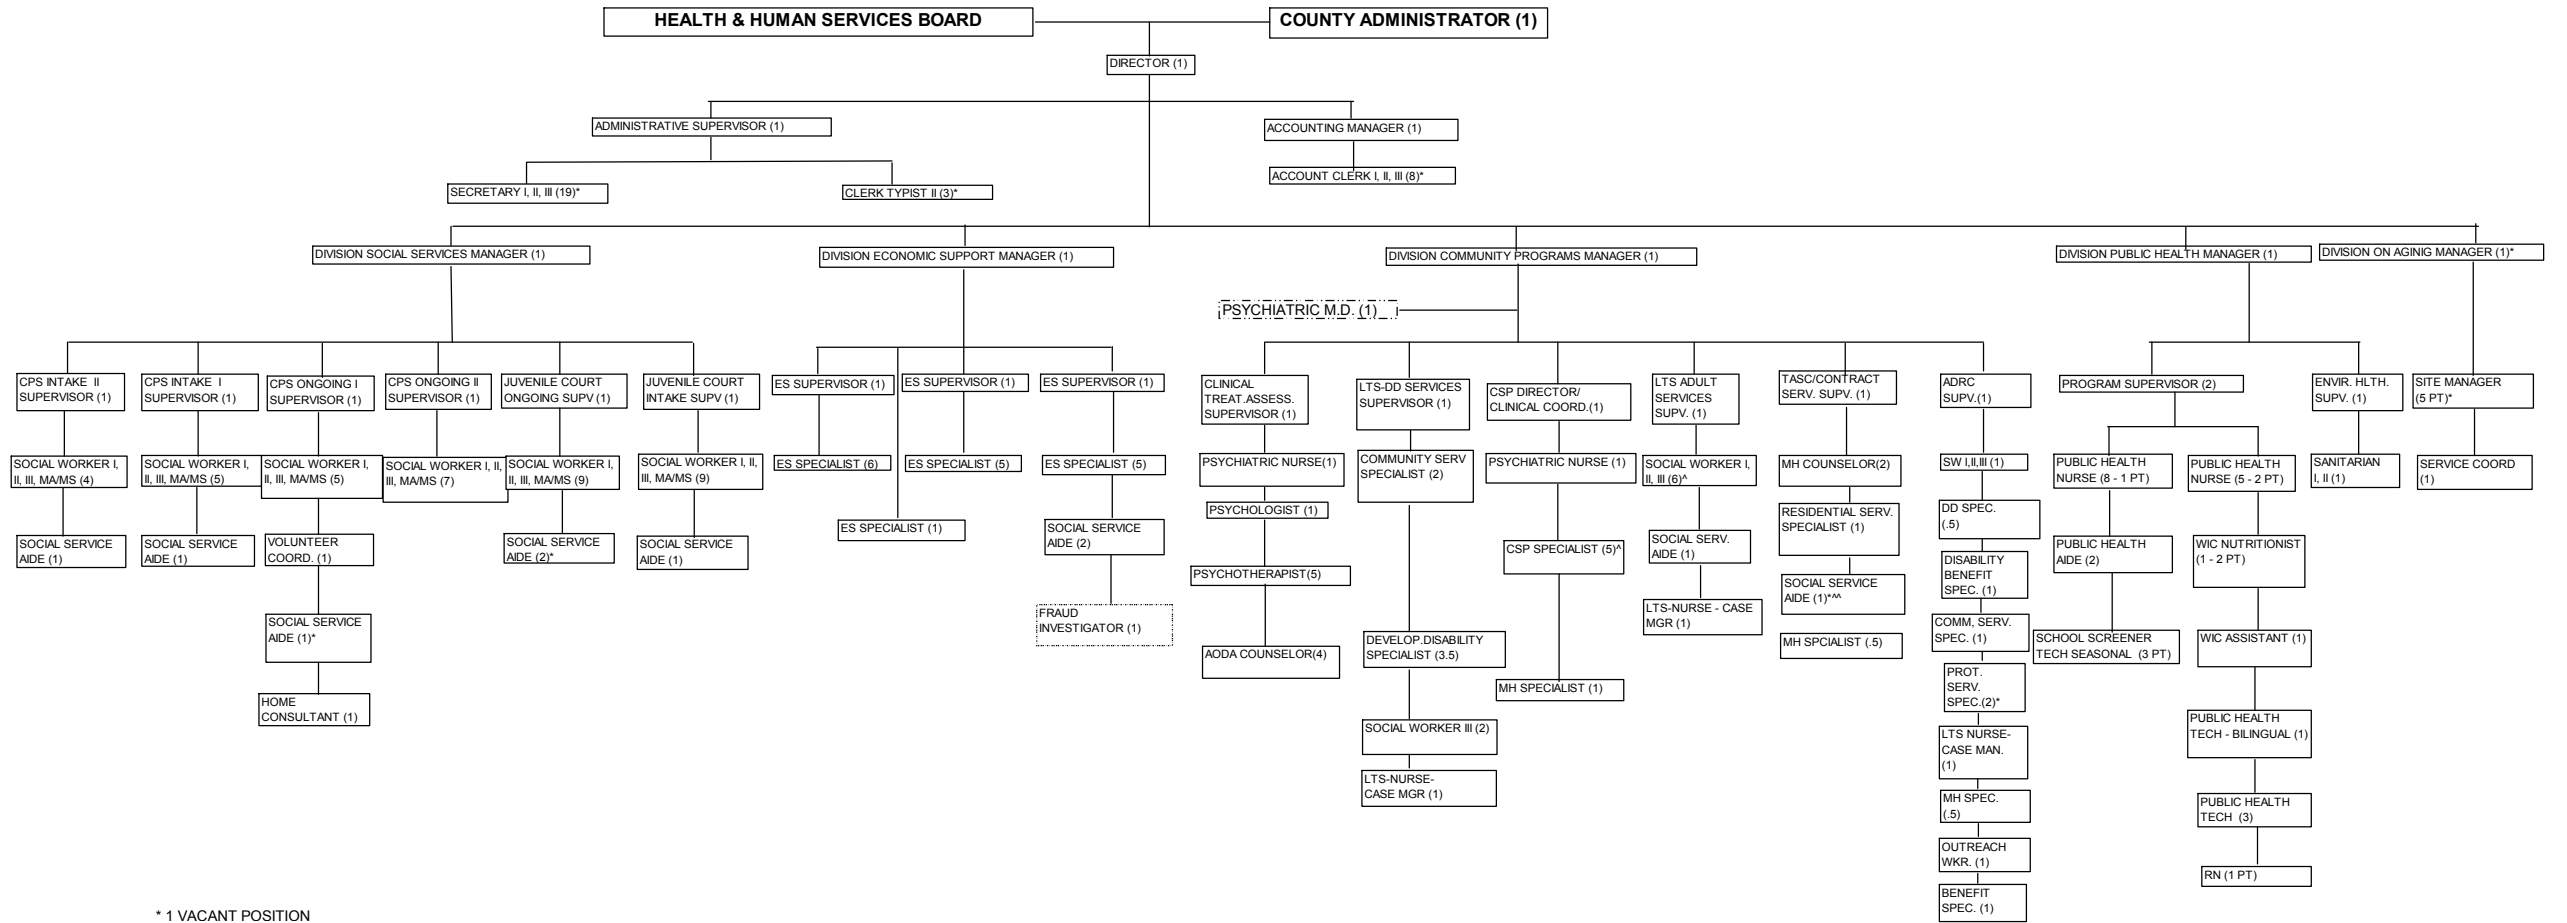 HEALTH & HUMAN SERVICES BOARD
COUNTY ADMINISTRATOR (1)
DIRECTOR (1)
ADMINISTRATIVE SUPERVISOR (1)
ACCOUNTING MANAGER (1)
SECRETARY I, II, III (19)*
CLERK TYPIST II (3)*
ACCOUNT CLERK I, II, III (8)*
DIVISION SOCIAL SERVICES MANAGER (1)
DIVISION ECONOMIC SUPPORT MANAGER (1)
DIVISION COMMUNITY PROGRAMS MANAGER (1)
DIVISION PUBLIC HEALTH MANAGER (1)
DIVISION ON AGINIG MANAGER (1)*
PSYCHIATRIC M.D. (1)
CPS INTAKE II
SUPERVISOR (1)
SOCIAL WORKER I,
II, III, MA/MS (4)
SOCIAL SERVICE
AIDE (1)
CPS INTAKE I
SUPERVISOR (1)
SOCIAL WORKER I,
II, III, MA/MS (5)
SOCIAL SERVICE
AIDE (1)
CPS ONGOING I
SUPERVISOR (1)
SOCIAL WORKER I,
II, III, MA/MS (5)
VOLUNTEER
COORD. (1)
SOCIAL SERVICE
AIDE (1)*
HOME
CONSULTANT (1)
CPS ONGOING II
SUPERVISOR (1)
SOCIAL WORKER I, II,
III, MA/MS (7)
JUVENILE COURT
ONGOING SUPV (1)
SOCIAL WORKER I,
II, III, MA/MS (9)
SOCIAL SERVICE
AIDE (2)*
JUVENILE COURT
INTAKE SUPV (1)
SOCIAL WORKER I, II,
III, MA/MS (9)
SOCIAL SERVICE
AIDE (1)
ES SUPERVISOR (1)
ES SPECIALIST (6)
ES SPECIALIST (1)
ES SUPERVISOR (1)
ES SPECIALIST (5)
ES SUPERVISOR (1)
ES SPECIALIST (5)
SOCIAL SERVICE
AIDE (2)
FRAUD
INVESTIGATOR (1)
CLINICAL
TREAT.ASSESS.
SUPERVISOR (1)
PSYCHIATRIC NURSE(1)
PSYCHOLOGIST (1)
PSYCHOTHERAPIST(5)
AODA COUNSELOR(4)
LTS-DD SERVICES
SUPERVISOR (1)
COMMUNITY SERV
SPECIALIST (2)
DEVELOP.DISABILITY
SPECIALIST (3.5)
SOCIAL WORKER III (2)
LTS-NURSE-
CASE MGR (1)
CSP DIRECTOR/
CLINICAL COORD.(1)
PSYCHIATRIC NURSE (1)
CSP SPECIALIST (5)^
MH SPECIALIST (1)
LTS ADULT
SERVICES
SUPV. (1)
SOCIAL WORKER I,
II, III (6)^
SOCIAL SERV.
AIDE (1)
LTS-NURSE - CASE
MGR (1)
TASC/CONTRACT
SERV. SUPV. (1)
MH COUNSELOR(2)
RESIDENTIAL SERV.
SPECIALIST (1)
SOCIAL SERVICE
AIDE (1)*^^
MH SPCIALIST (.5)
ADRC
SUPV.(1)
SW I,II,III (1)
DD SPEC.
(.5)
DISABILITY
BENEFIT
SPEC. (1)
COMM, SERV.
SPEC. (1)
PROT.
SERV.
SPEC.(2)*
LTS NURSE-
CASE MAN.
(1)
MH SPEC.
(.5)
OUTREACH
WKR. (1)
BENEFIT
SPEC. (1)
PROGRAM SUPERVISOR (2)
PUBLIC HEALTH
NURSE (8 - 1 PT)
PUBLIC HEALTH
AIDE (2)
SCHOOL SCREENER
TECH SEASONAL (3 PT)
PUBLIC HEALTH
NURSE (5 - 2 PT)
WIC NUTRITIONIST
(1 - 2 PT)
WIC ASSISTANT (1)
PUBLIC HEALTH
TECH - BILINGUAL (1)
PUBLIC HEALTH
TECH (3)
RN (1 PT)
ENVIR. HLTH.
SUPV. (1)
SANITARIAN
I, II (1)
SITE MANAGER
(5 PT)*
SERVICE COORD
(1)
* 1 VACANT POSITION